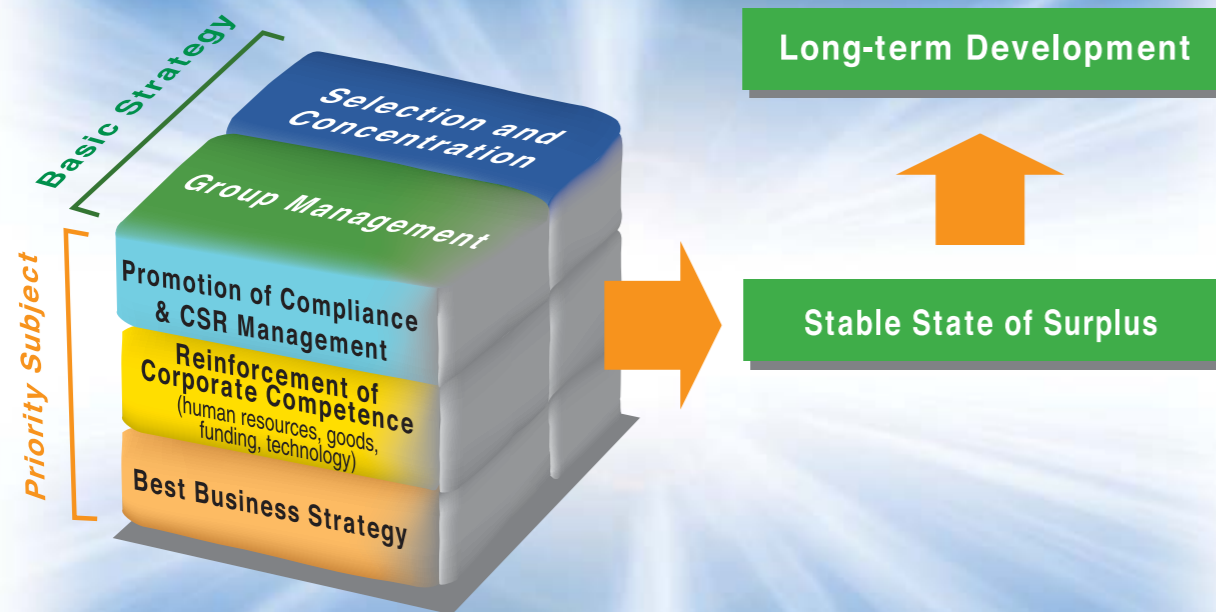 Basic Strategy
Selection and
Concentration
Group Management
Priority Subject
Promotion of Compliance
& CSR Management
Reinforcement of
Corporate Competence
(human resources, goods,
funding, technology)
Best Business Strategy
Long-term Development
Stable State of Surplus